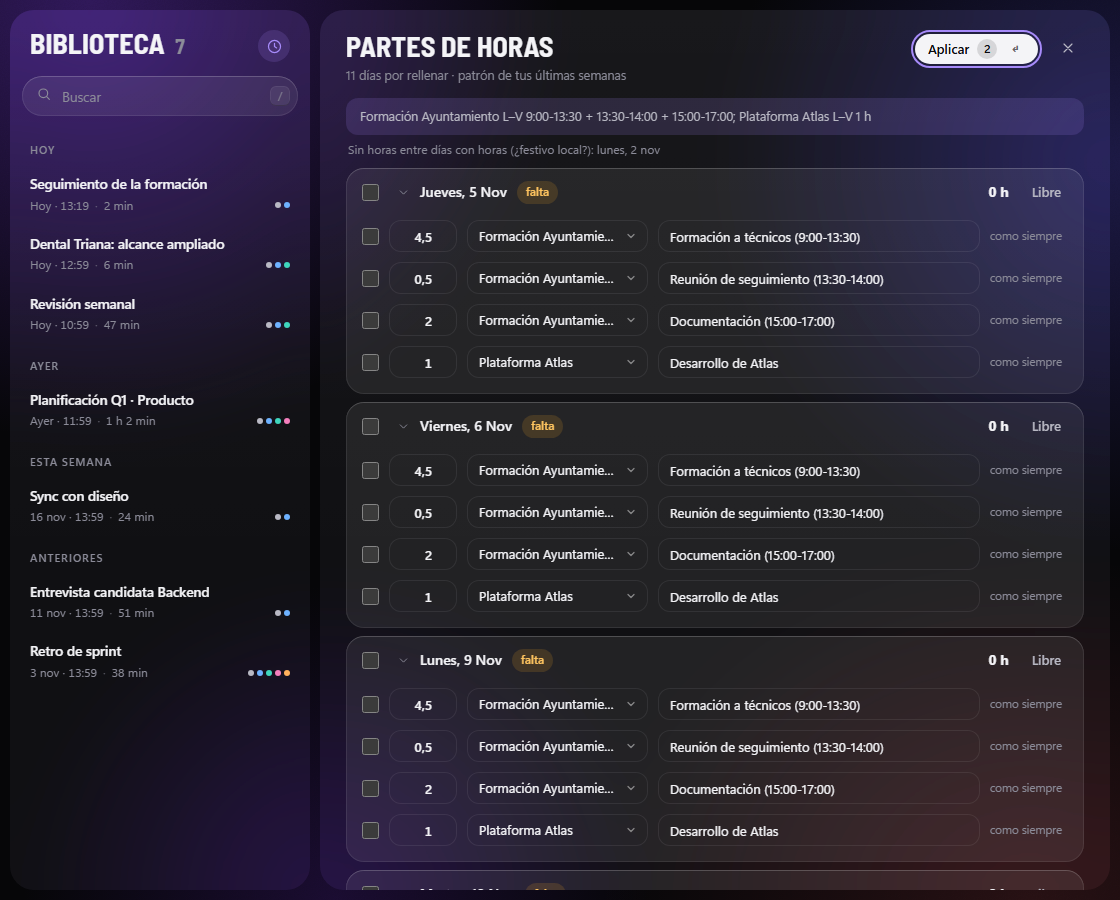 BIBLIOTECA 7
Buscar /
HOY
Seguimiento de la formación
Hoy · 13:19 · 2 min
Dental Triana: alcance ampliado
Hoy · 12:59 · 6 min
Revisión semanal
Hoy · 10:59 · 47 min
AYER
Planificación Q1 · Producto
Ayer · 11:59 · 1 h 2 min
ESTA SEMANA
Sync con diseño
16 nov · 13:59 · 24 min
ANTERIORES
Entrevista candidata Backend
11 nov · 13:59 · 51 min
Retro de sprint
3 nov · 13:59 · 38 min
PARTES DE HORAS
Aplicar 2
11 días por rellenar · patrón de tus últimas semanas
Formación Ayuntamiento L–V 9:00-13:30 + 13:30-14:00 + 15:00-17:00; Plataforma Atlas L–V 1 h
Sin horas entre días con horas (¿festivo local?): lunes, 2 nov
Jueves, 5 Nov falta 0 h Libre
4,5 Formación Ayuntamie... Formación a técnicos (9:00-13:30) como siempre
0,5 Formación Ayuntamie... Reunión de seguimiento (13:30-14:00) como siempre
2 Formación Ayuntamie... Documentación (15:00-17:00) como siempre
1 Plataforma Atlas Desarrollo de Atlas como siempre
Viernes, 6 Nov falta 0 h Libre
4,5 Formación Ayuntamie... Formación a técnicos (9:00-13:30) como siempre
0,5 Formación Ayuntamie... Reunión de seguimiento (13:30-14:00) como siempre
2 Formación Ayuntamie... Documentación (15:00-17:00) como siempre
1 Plataforma Atlas Desarrollo de Atlas como siempre
Lunes, 9 Nov falta 0 h Libre
4,5 Formación Ayuntamie... Formación a técnicos (9:00-13:30) como siempre
0,5 Formación Ayuntamie... Reunión de seguimiento (13:30-14:00) como siempre
2 Formación Ayuntamie... Documentación (15:00-17:00) como siempre
1 Plataforma Atlas Desarrollo de Atlas como siempre